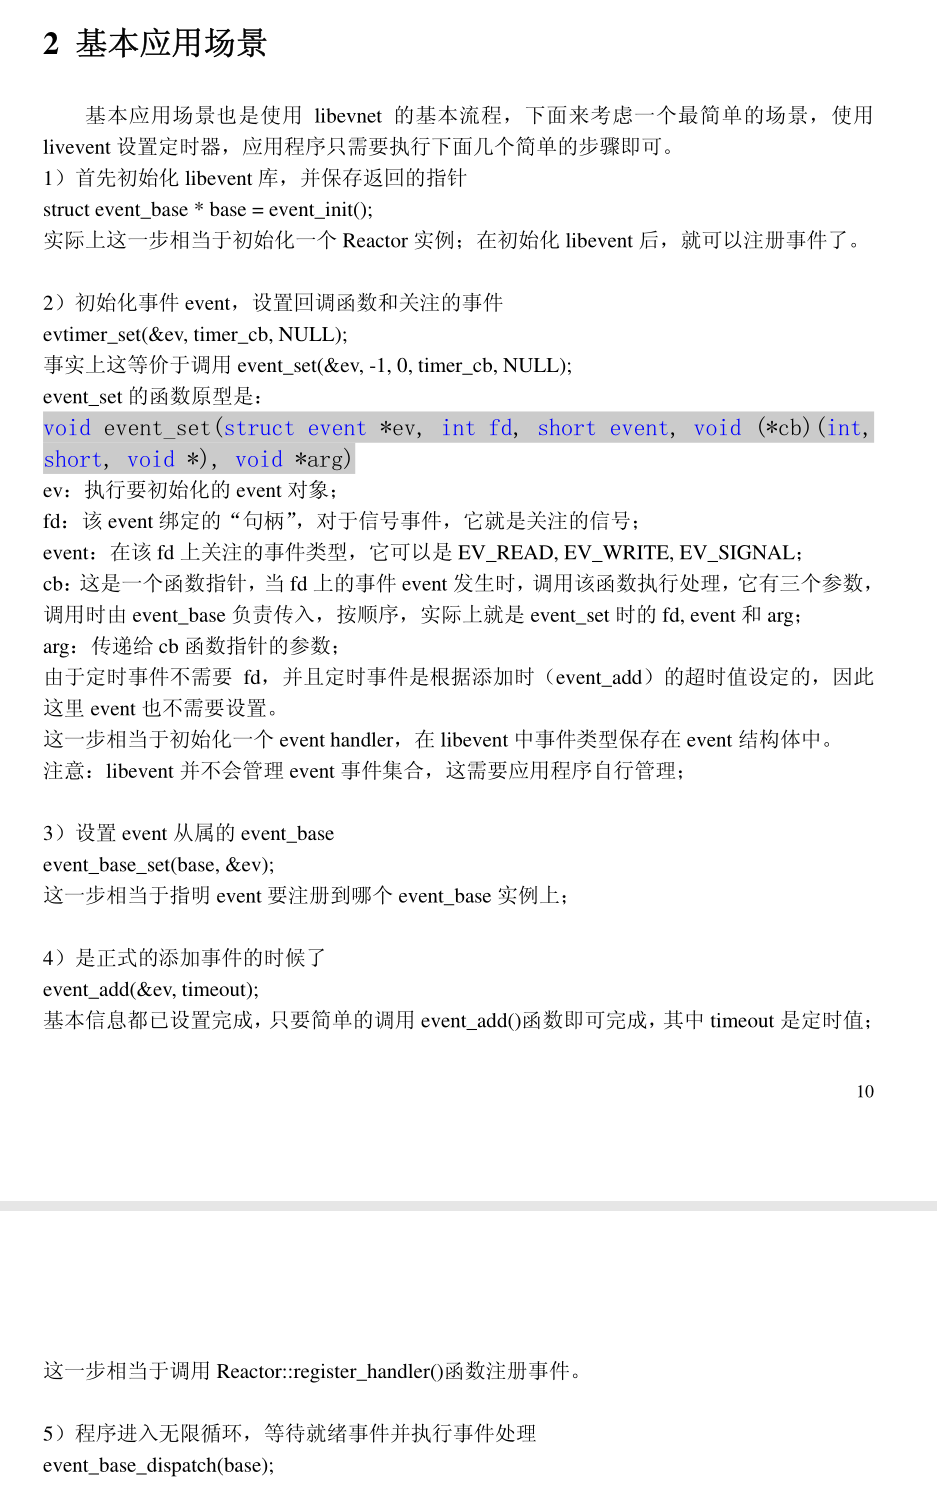 2 基本应用场景
基本应用场景也是使用 libevnet 的基本流程，下面来考虑一个最简单的场景，使用
livevent 设置定时器，应用程序只需要执行下面几个简单的步骤即可。
1）首先初始化 libevent 库，并保存返回的指针
struct event_base * base = event_init();
实际上这一步相当于初始化一个 Reactor 实例；在初始化 libevent 后，就可以注册事件了。
2）初始化事件 event，设置回调函数和关注的事件
evtimer_set(&ev, timer_cb, NULL);
事实上这等价于调用 event_set(&ev, -1, 0, timer_cb, NULL);
event_set 的函数原型是：
void event_set(struct event *ev, int fd, short event, void (*cb)(int,
short, void *), void *arg)
ev：执行要初始化的 event 对象；
fd：该 event 绑定的“句柄”，对于信号事件，它就是关注的信号；
event：在该 fd 上关注的事件类型，它可以是 EV_READ, EV_WRITE, EV_SIGNAL；
cb：这是一个函数指针，当 fd 上的事件 event 发生时，调用该函数执行处理，它有三个参数，
调用时由 event_base 负责传入，按顺序，实际上就是 event_set 时的 fd, event 和 arg；
arg：传递给 cb 函数指针的参数；
由于定时事件不需要 fd，并且定时事件是根据添加时（event_add）的超时值设定的，因此
这里 event 也不需要设置。
这一步相当于初始化一个 event handler，在 libevent 中事件类型保存在 event 结构体中。
注意：libevent 并不会管理 event 事件集合，这需要应用程序自行管理；
3）设置 event 从属的 event_base
event_base_set(base, &ev);
这一步相当于指明 event 要注册到哪个 event_base 实例上；
4）是正式的添加事件的时候了
event_add(&ev, timeout);
基本信息都已设置完成，只要简单的调用 event_add()函数即可完成，其中 timeout 是定时值；
10
这一步相当于调用 Reactor::register_handler()函数注册事件。
5）程序进入无限循环，等待就绪事件并执行事件处理
event_base_dispatch(base);